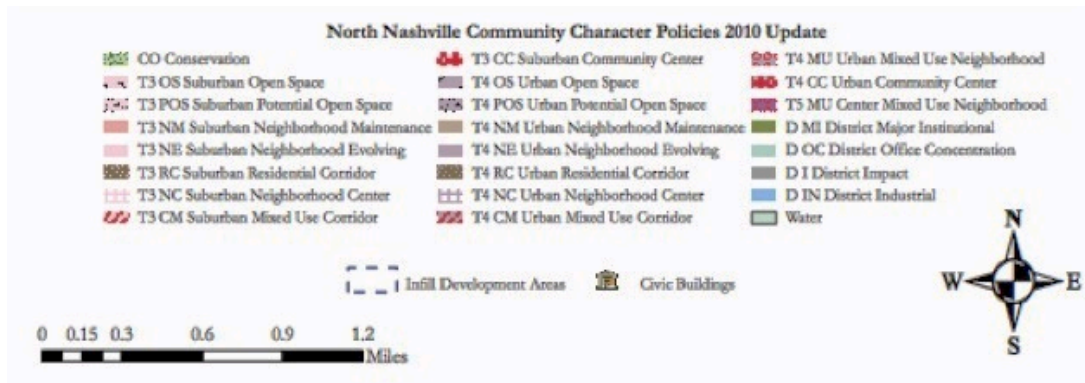 North Nashville Community Character Policies 2010 Update
CO Conservation
T3 OS Suburban Open Space
T3 POS Suburban Potential Open Space
T3 NM Suburban Neighborhood Maintenance
T3 NE Suburban Neighborhood Evolving
T3 RC Suburban Residential Corridor
T3 NC Suburban Neighborhood Center
T3 CM Suburban Mixed Use Corridor
T3 CC Suburban Community Center
T4 OS Urban Open Space
T4 POS Urban Potential Open Space
T4 NM Urban Neighborhood Maintenance
T4 NE Urban Neighborhood Evolving
T4 RC Urban Residential Corridor
T4 NC Urban Neighborhood Center
T4 CM Urban Mixed Use Corridor
T4 MU Urban Mixed Use Neighborhood
T4 CC Urban Community Center
T5 MU Center Mixed Use Neighborhood
D MI District Major Institutional
D OC District Office Concentration
D I District Impact
D IN District Industrial
Water
Infill Development Areas
Civic Buildings
N
W E
S
0 0.15 0.3 0.6 0.9 1.2
Miles